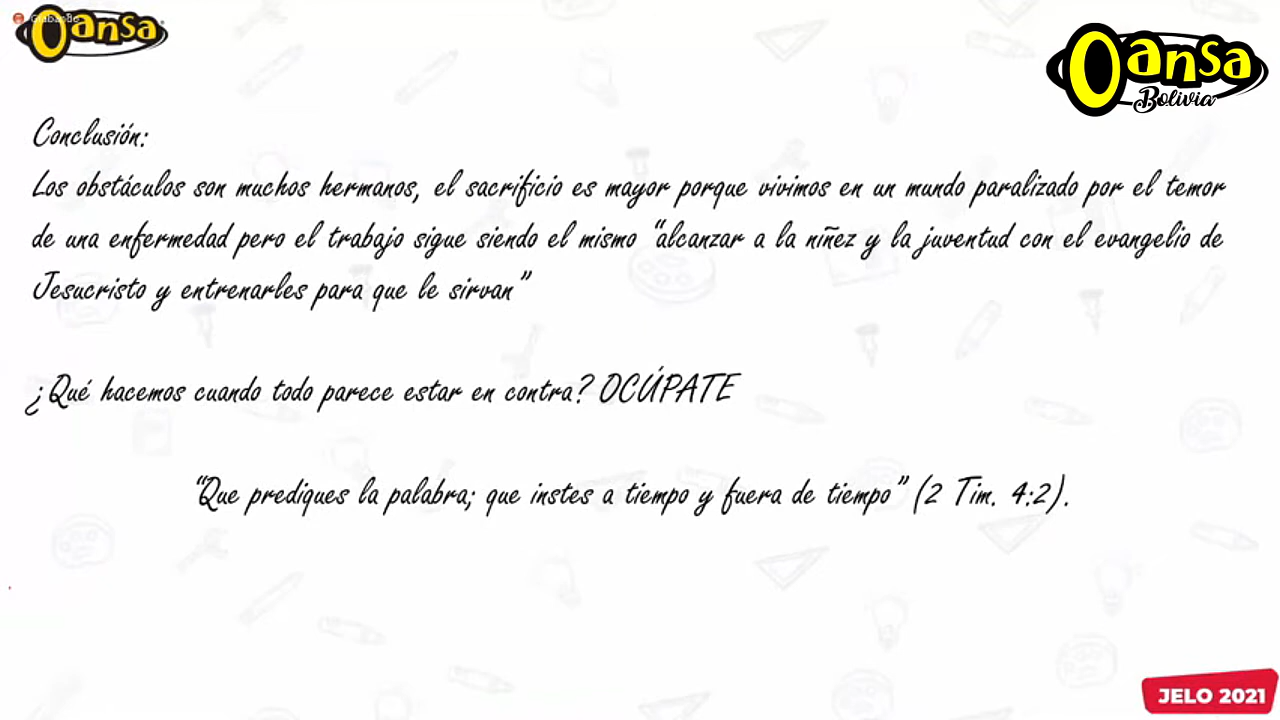 Oansa
Oansa
Bolivia
Conclusión:
Los obstáculos son muchos hermanos, el sacrificio es mayor porque vivimos en un mundo paralizado por el temor
de una enfermedad pero el trabajo sigue siendo el mismo “alcanzar a la niñez y la juventud con el evangelio de
Jesucristo y entrenarles para que le sirvan”
¿Qué hacemos cuando todo parece estar en contra? OCÚPATE
“Que prediques la palabra; que instes a tiempo y fuera de tiempo” (2 Tim. 4:2).
JELO 2021